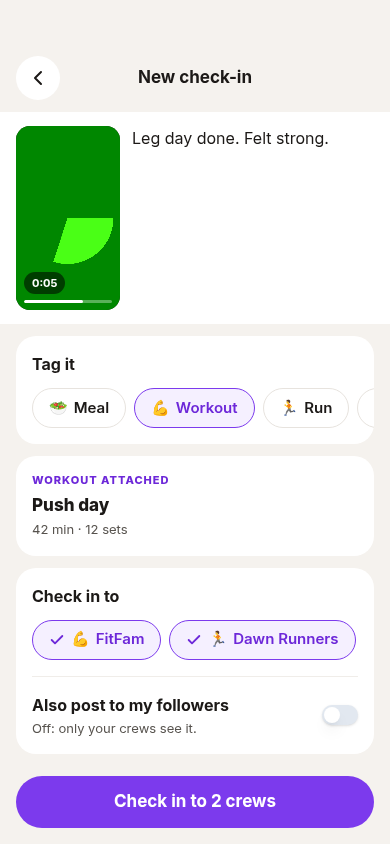 New check-in
Leg day done. Felt strong.
0:05
Tag it
🥗 Meal
💪 Workout
🏃 Run
WORKOUT ATTACHED
Push day
42 min · 12 sets
Check in to
💪 FitFam
🏃 Dawn Runners
Also post to my followers
Off: only your crews see it.
Check in to 2 crews